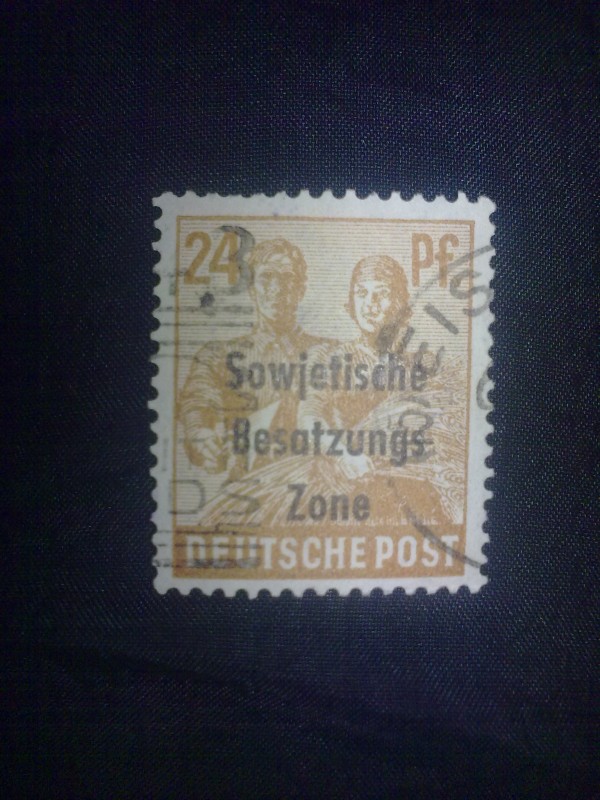 24 Pf
Sowjetische
Besatzungs
Zone
DEUTSCHE POST